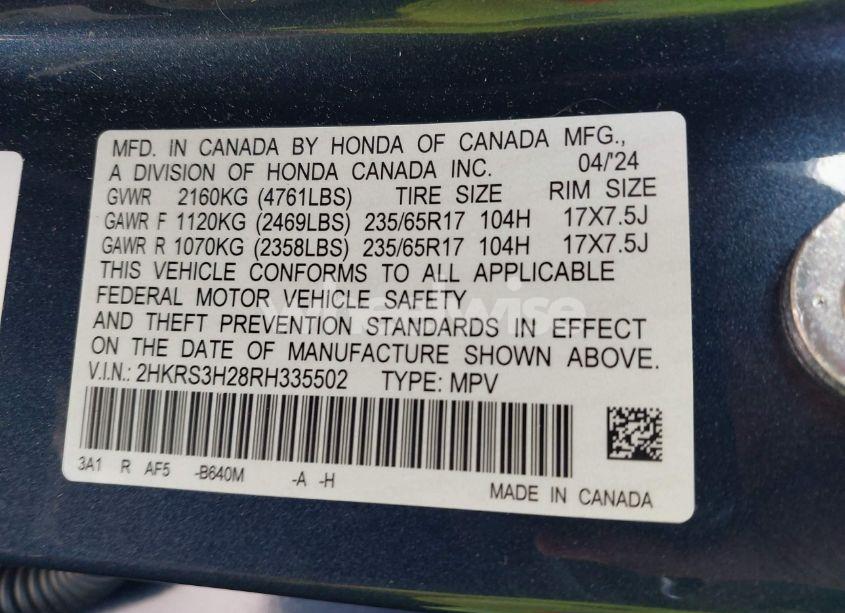 MFD. IN CANADA BY HONDA OF CANADA MFG.,
A DIVISION OF HONDA CANADA INC. 04/'24
GVWR 2160KG (4761LBS) TIRE SIZE RIM SIZE
GAWR F 1120KG (2469LBS) 235/65R17 104H 17X7.5J
GAWR R 1070KG (2358LBS) 235/65R17 104H 17X7.5J
THIS VEHICLE CONFORMS TO ALL APPLICABLE
FEDERAL MOTOR VEHICLE SAFETY
AND THEFT PREVENTION STANDARDS IN EFFECT
ON THE DATE OF MANUFACTURE SHOWN ABOVE.
V.I.N.: 2HKRS3H28RH335502 TYPE: MPV
3A1 R AF5 -B640M -A -H
MADE IN CANADA